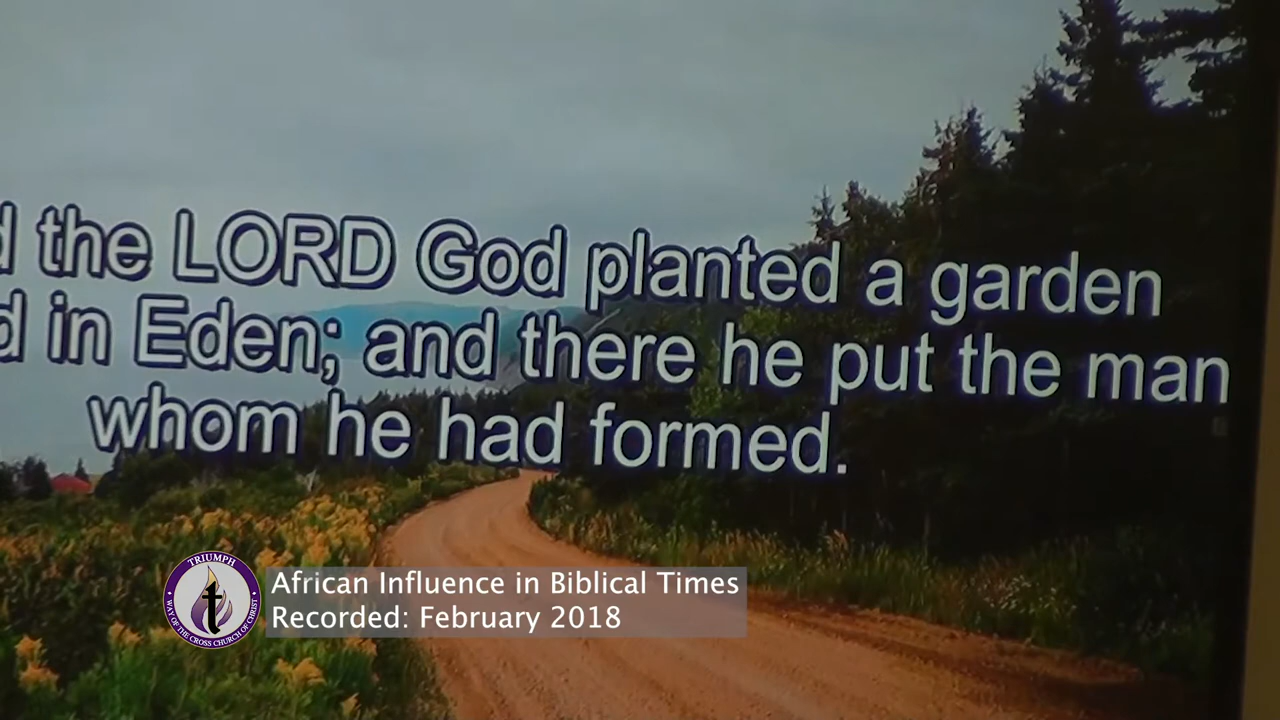 the LORD God planted a garden
in Eden; and there he put the man
whom he had formed.
TRIUMPH
WAY OF THE CROSS CHURCH OF CHRIST
African Influence in Biblical Times
Recorded: February 2018